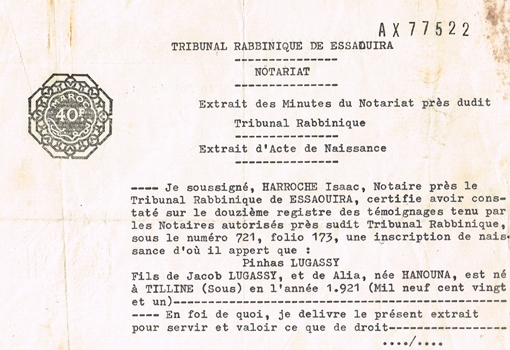 AX77522
TRIBUNAL RABBINIQUE DE ESSAOUIRA
---------------
NOTARIAT
---------------
MAROC
40F
Extrait des Minutes du Notariat près dudit
Tribunal Rabbinique
---------------
Extrait d'Acte de Naissance
---------------
---- Je soussigné, HARROCHE Isaac, Notaire près le
Tribunal Rabbinique de ESSAOUIRA, certifie avoir cons-
taté sur le douzième registre des témoignages tenu par
les Notaires autorisés près sudit Tribunal Rabbinique,
sous le numéro 721, folio 173, une inscription de nais-
sance d'où il appert que :
Pinhas LUGASSY
Fils de Jacob LUGASSY, et de Alia, née HANOUNA, est né
à TILLINE (Sous) en l'année 1.921 (Mil neuf cent vingt
et un)------------------------------------------------
---- En foi de quoi, je delivre le présent extrait
pour servir et valoir ce que de droit-----------------
..../....